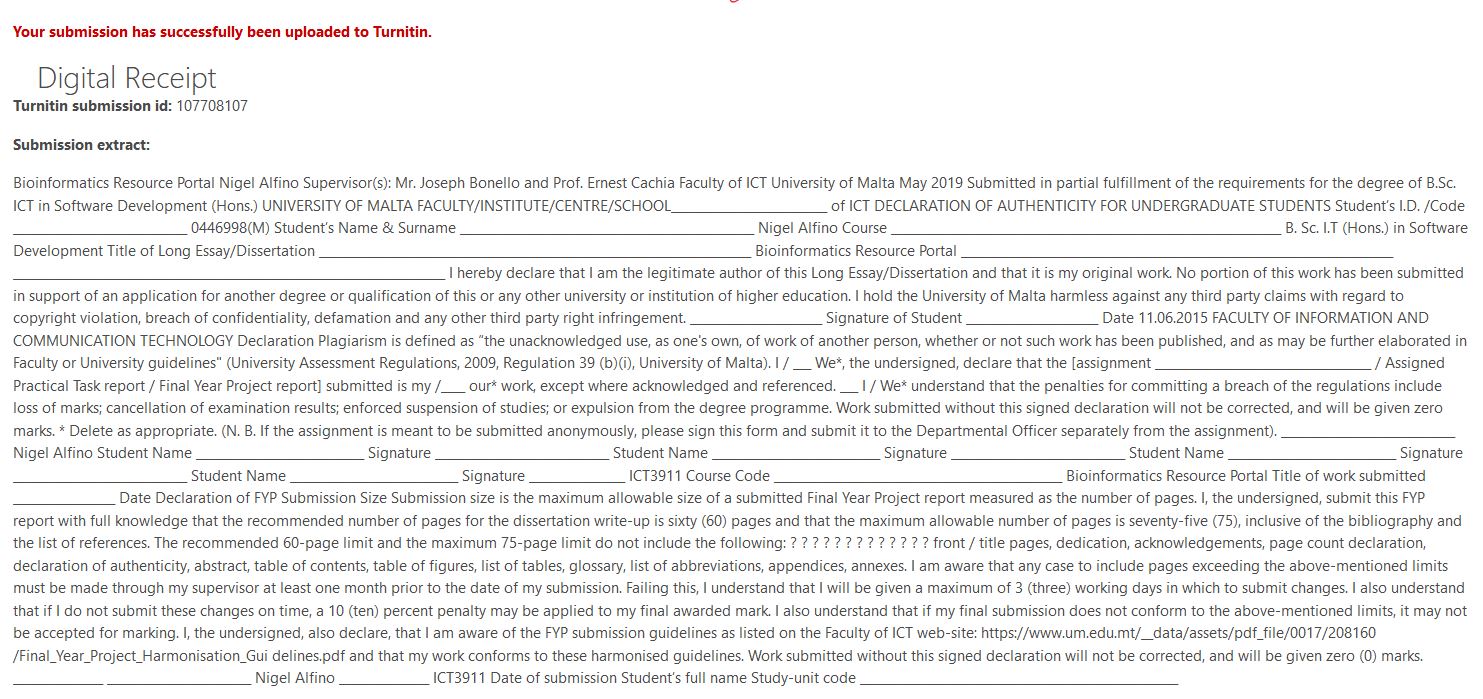 Your submission has successfully been uploaded to Turnitin.
Digital Receipt
Turnitin submission id: 107708107
Submission extract:
Bioinformatics Resource Portal Nigel Alfino Supervisor(s): Mr. Joseph Bonello and Prof. Ernest Cachia Faculty of ICT University of Malta May 2019 Submitted in partial fulfillment of the requirements for the degree of B.Sc.
ICT in Software Development (Hons.) UNIVERSITY OF MALTA FACULTY/INSTITUTE/CENTRE/SCHOOL____________________ of ICT DECLARATION OF AUTHENTICITY FOR UNDERGRADUATE STUDENTS Student’s I.D. /Code
______________________ 0446998(M) Student’s Name & Surname _____________________________________ Nigel Alfino Course _________________________________________________ B. Sc. I.T (Hons.) in Software
Development Title of Long Essay/Dissertation ______________________________________________________ Bioinformatics Resource Portal ______________________________________________________
______________________________________________________ I hereby declare that I am the legitimate author of this Long Essay/Dissertation and that it is my original work. No portion of this work has been submitted
in support of an application for another degree or qualification of this or any other university or institution of higher education. I hold the University of Malta harmless against any third party claims with regard to
copyright violation, breach of confidentiality, defamation and any other third party right infringement. _________________ Signature of Student _________________ Date 11.06.2015 FACULTY OF INFORMATION AND
COMMUNICATION TECHNOLOGY Declaration Plagiarism is defined as “the unacknowledged use, as one's own, of work of another person, whether or not such work has been published, and as may be further elaborated in
Faculty or University guidelines" (University Assessment Regulations, 2009, Regulation 39 (b)(i), University of Malta). I / ___ We*, the undersigned, declare that the [assignment ___________________________ / Assigned
Practical Task report / Final Year Project report] submitted is my /___ our* work, except where acknowledged and referenced. ___ I / We* understand that the penalties for committing a breach of the regulations include
loss of marks; cancellation of examination results; enforced suspension of studies; or expulsion from the degree programme. Work submitted without this signed declaration will not be corrected, and will be given zero
marks. * Delete as appropriate. (N. B. If the assignment is meant to be submitted anonymously, please sign this form and submit it to the Departmental Officer separately from the assignment). ______________________
Nigel Alfino Student Name _____________________ Signature ______________________ Student Name _____________________ Signature ______________________ Student Name _____________________ Signature
______________________ Student Name _____________________ Signature ____________ ICT3911 Course Code ____________________________________ Bioinformatics Resource Portal Title of work submitted
_____________ Date Declaration of FYP Submission Size Submission size is the maximum allowable size of a submitted Final Year Project report measured as the number of pages. I, the undersigned, submit this FYP
report with full knowledge that the recommended number of pages for the dissertation write-up is sixty (60) pages and that the maximum allowable number of pages is seventy-five (75), inclusive of the bibliography and
the list of references. The recommended 60-page limit and the maximum 75-page limit do not include the following: ? ? ? ? ? ? ? ? ? ? ? ? ? front / title pages, dedication, acknowledgements, page count declaration,
declaration of authenticity, abstract, table of contents, table of figures, list of tables, glossary, list of abbreviations, appendices, annexes. I am aware that any case to include pages exceeding the above-mentioned limits
must be made through my supervisor at least one month prior to the date of my submission. Failing this, I understand that I will be given a maximum of 3 (three) working days in which to submit changes. I also understand
that if I do not submit these changes on time, a 10 (ten) percent penalty may be applied to my final awarded mark. I also understand that if my final submission does not conform to the above-mentioned limits, it may not
be accepted for marking. I, the undersigned, also declare, that I am aware of the FYP submission guidelines as listed on the Faculty of ICT web-site: https://www.um.edu.mt/__data/assets/pdf_file/0017/208160
/Final_Year_Project_Harmonisation_Gui delines.pdf and that my work conforms to these harmonised guidelines. Work submitted without this signed declaration will not be corrected, and will be given zero (0) marks.
___________ __________________ Nigel Alfino ___________ ICT3911 Date of submission Student’s full name Study-unit code ________________________________________